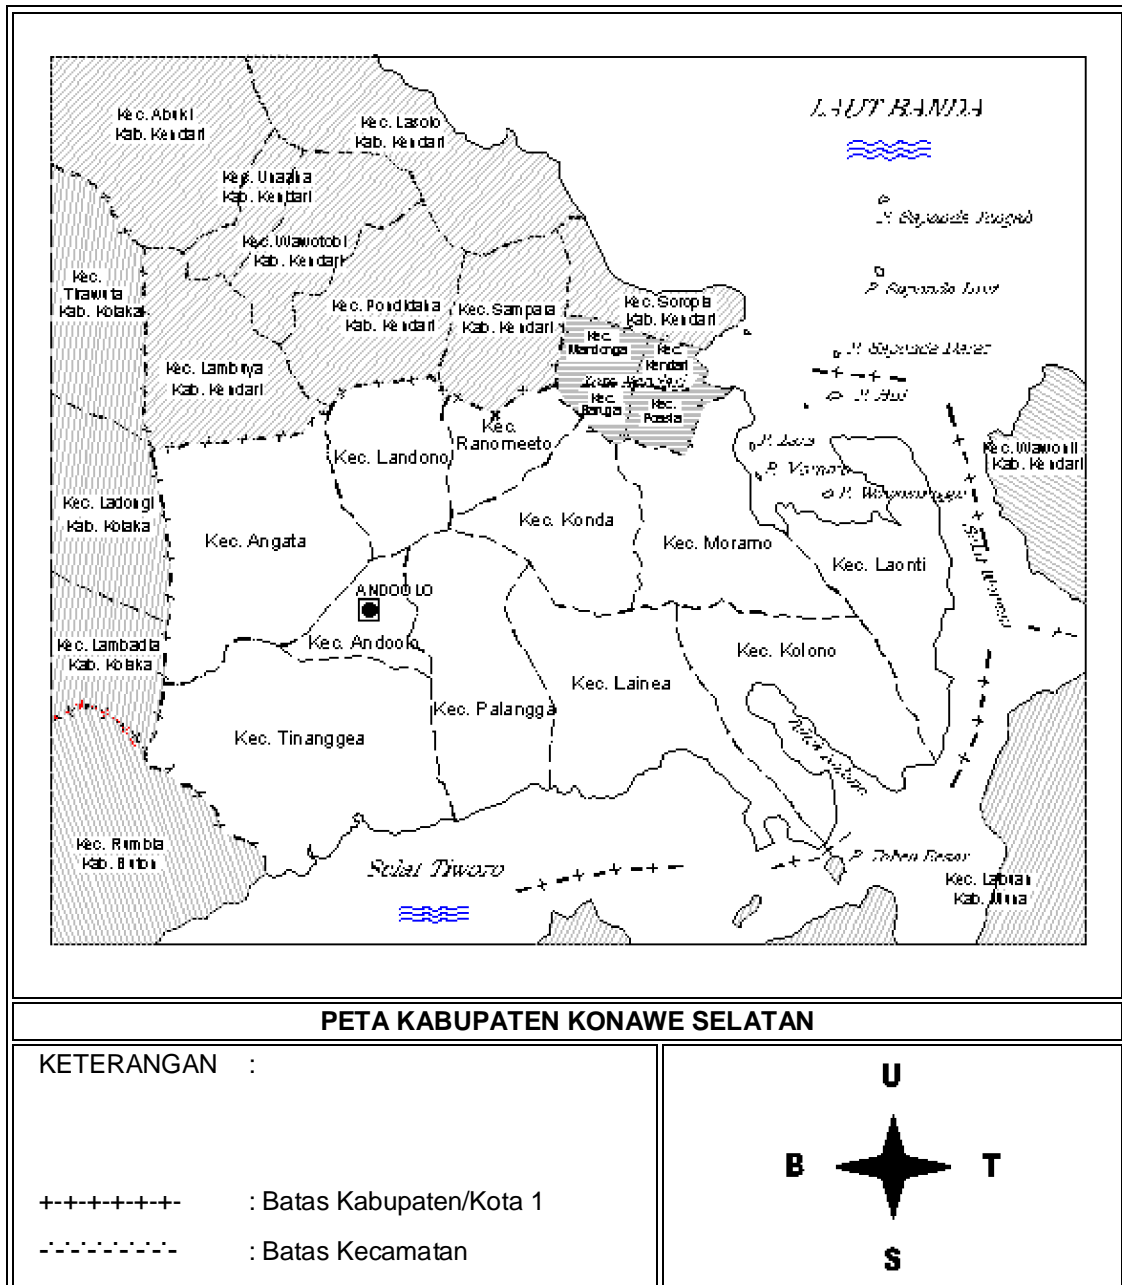 LAUT BANDA
Kec. Abuki
Kab. Kendari
Kec. Lasolo
Kab. Kendari
Kec. Unaaha
Kab. Kendari
Kec. Wawotobi
Kab. Kendari
Kec.
Tirawuta
Kab. Kolaka
Kec. Pondidaha
Kab. Kendari
Kec. Sampara
Kab. Kendari
Kec. Soropia
Kab. Kendari
Kec. Lambuya
Kab. Kendari
Kec.
Mandonga
Kec.
Kendari
Kec.
Baruga
Kec.
Poasia
P. Saponda Laut
P. Hui
Kec. Wawonii
Kab. Kendari
Kec.
Ranomeeto
Kec. Landono
P. Lara
Kec. Ladongi
Kab. Kolaka
Kec. Angata
Kec. Konda
Kec. Moramo
Kec. Laonti
ANDOOLO
Kec. Andoolo
Kec. Lambadia
Kab. Kolaka
Kec. Kolono
Kec. Lainea
Kec. Palangga
Kec. Tinanggea
Kec. Rumbia
Kab. Buton
Selat Tiworo
Kab. Muna
PETA KABUPATEN KONAWE SELATAN
KETERANGAN :
+-+-+-+-+-+- : Batas Kabupaten/Kota 1
-.-.-.-.-.-.-.- : Batas Kecamatan
U
B T
S